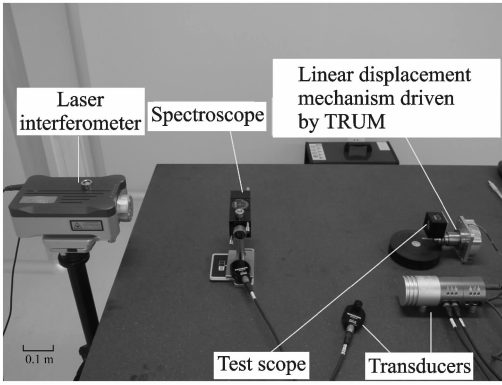 Linear displacement
mechanism driven
by TRUM
Laser
interferometer
Spectroscope
Test scope
Transducers
0.1 m